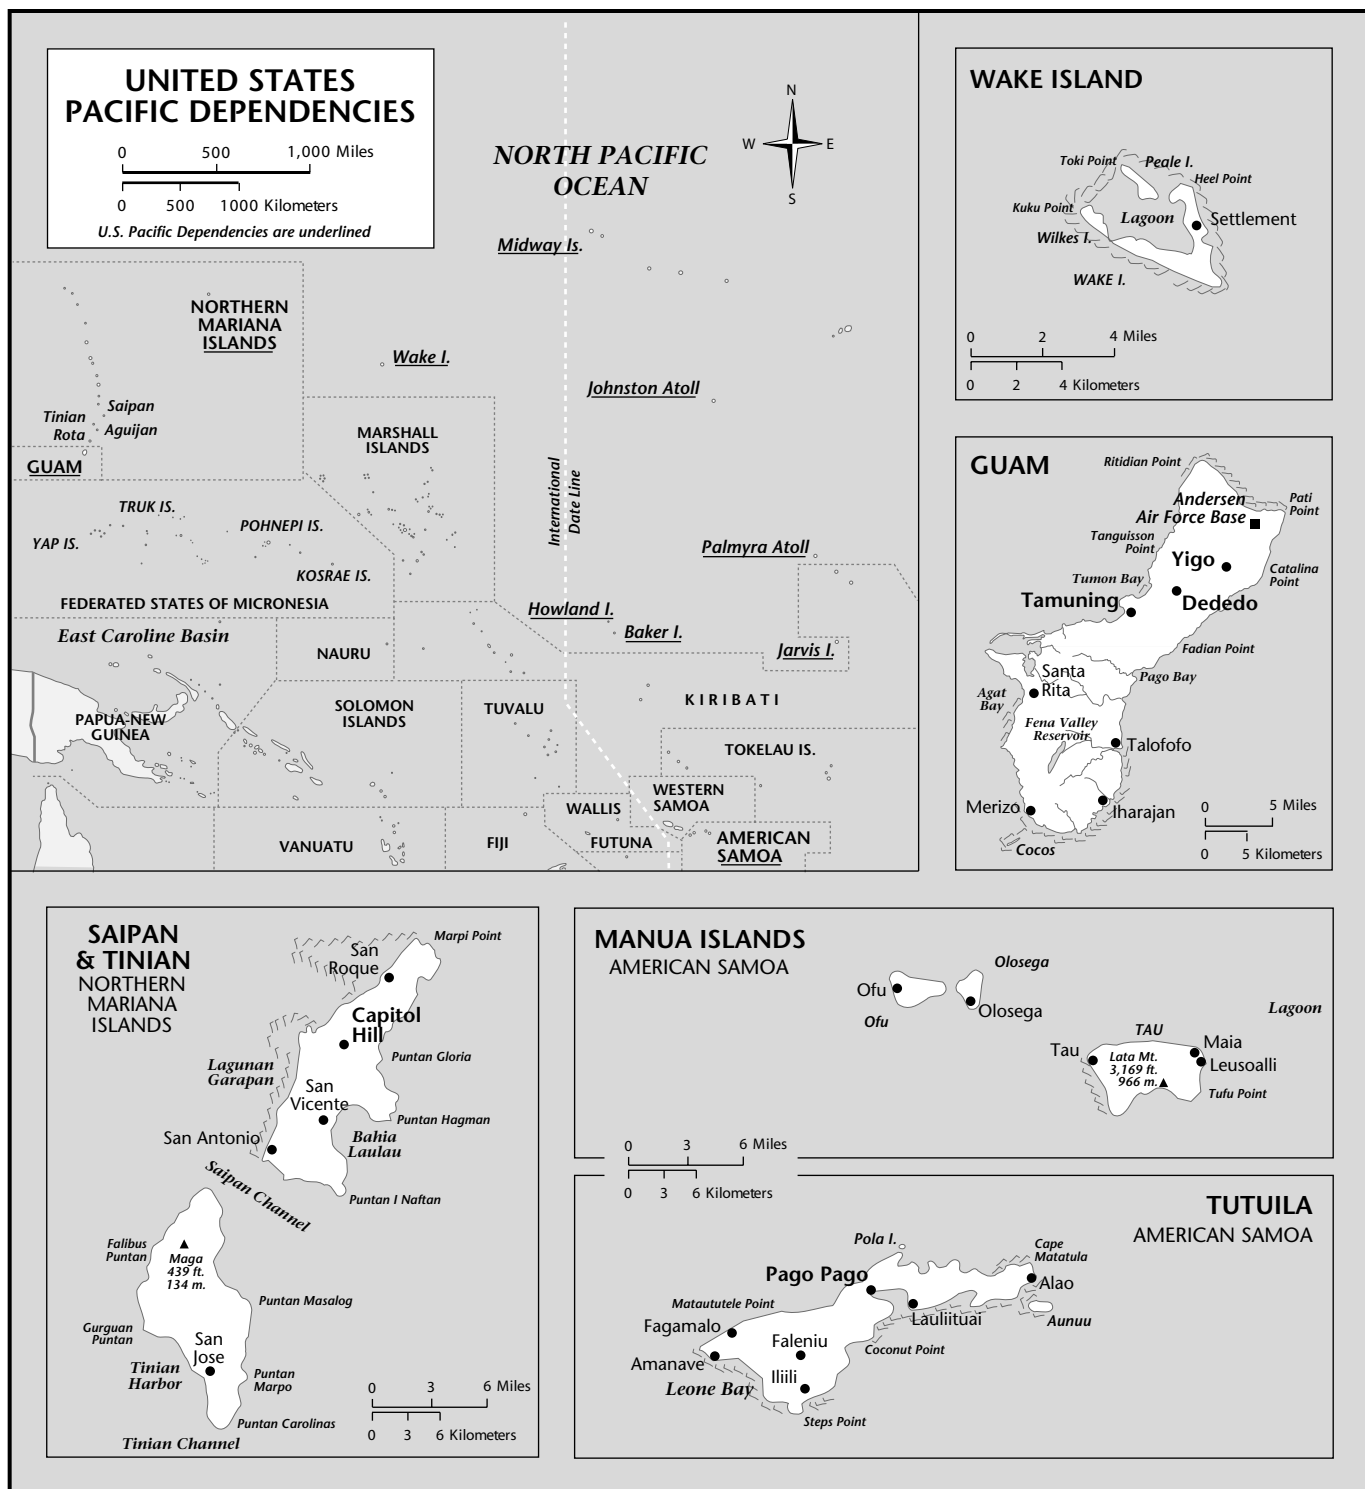 UNITED STATES
PACIFIC DEPENDENCIES
0 500 1,000 Miles
0 500 1000 Kilometers
U.S. Pacific Dependencies are underlined
NORTH PACIFIC
OCEAN
N
W E
S
Midway Is.
NORTHERN
MARIANA
ISLANDS
Wake I.
Johnston Atoll
Saipan
Tinian
Rota
Aguijan
GUAM
MARSHALL
ISLANDS
International
Date Line
TRUK IS.
POHNEPI IS.
YAP IS.
KOSRAE IS.
Palmyra Atoll
FEDERATED STATES OF MICRONESIA
East Caroline Basin
Howland I.
Baker I.
Jarvis I.
NAURU
KIRIBATI
PAPUA-NEW
GUINEA
SOLOMON
ISLANDS
TUVALU
TOKELAU IS.
WESTERN
SAMOA
WALLIS
FUTUNA
VANUATU
FIJI
AMERICAN
SAMOA
WAKE ISLAND
Toki Point
Peale I.
Heel Point
Kuku Point
Lagoon
Settlement
Wilkes I.
WAKE I.
0 2 4 Miles
0 2 4 Kilometers
GUAM
Ritidian Point
Andersen
Air Force Base
Pati
Point
Tanguisson
Point
Yigo
Tumon Bay
Catalina
Point
Tamuning
Dededo
Fadian Point
Santa
Rita
Pago Bay
Agat
Bay
Fena Valley
Reservoir
Talofofo
Merizo
Iharajan
Cocos
0 5 Miles
0 5 Kilometers
SAIPAN
& TINIAN
NORTHERN
MARIANA
ISLANDS
Marpi Point
San
Roque
Capitol
Hill
Puntan Gloria
Lagunan
Garapan
San
Vicente
Puntan Hagman
San Antonio
Bahia
Laulau
Saipan Channel
Puntan I Naftan
Falibus
Puntan
Maga
439 ft.
134 m.
Puntan Masalog
Gurguan
Puntan
San
Jose
Tinian
Harbor
Puntan
Marpo
Puntan Carolinas
Tinian Channel
0 3 6 Miles
0 3 6 Kilometers
MANUA ISLANDS
AMERICAN SAMOA
Olosega
Ofu
Ofu
Olosega
Lagoon
TAU
Tau
Maia
Lata Mt.
3,169 ft.
966 m.
Leusoalli
Tufu Point
0 3 6 Miles
0 3 6 Kilometers
TUTUILA
AMERICAN SAMOA
Pola I.
Cape
Matatula
Pago Pago
Alao
Matautulele Point
Lauliituai
Aunuu
Fagamalo
Faleniu
Coconut Point
Amanave
Iliili
Leone Bay
Steps Point